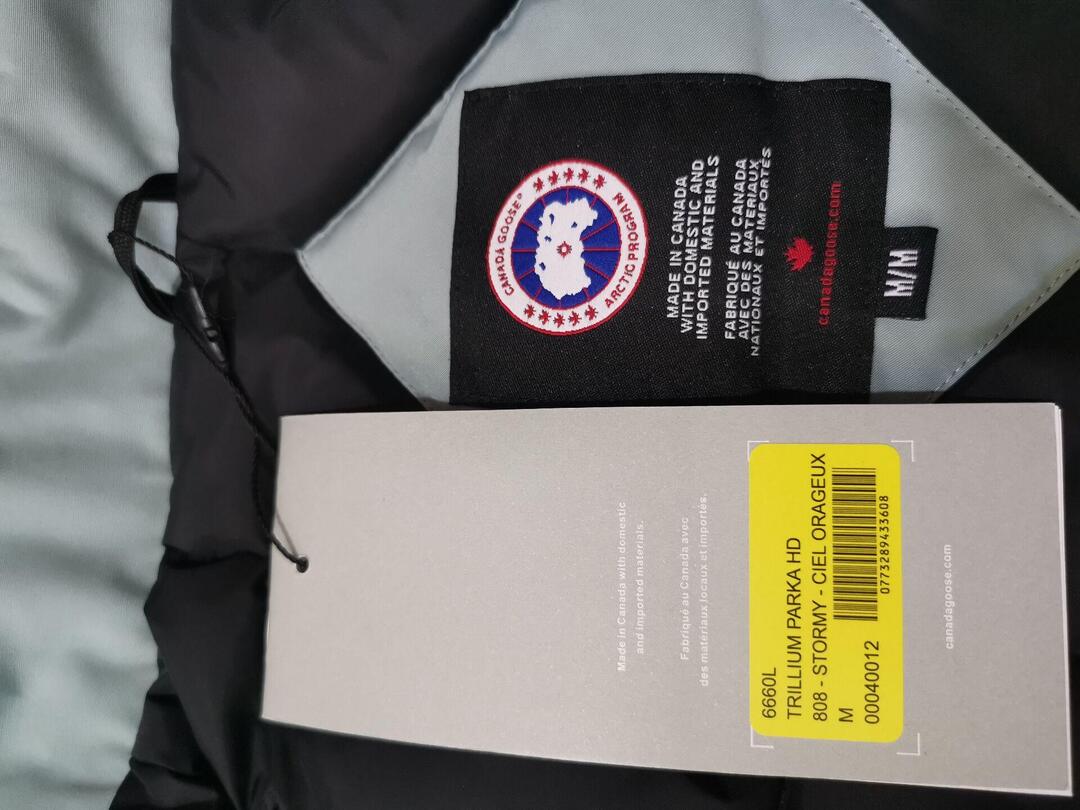 CANADA GOOSE®
ARCTIC PROGRAM
MADE IN CANADA
WITH DOMESTIC AND
IMPORTED MATERIALS
FABRIQUÉ AU CANADA
AVEC DES MATERIAUX
NATIONAUX ET IMPORTÉS
canadagoose.com
M/M
Made in Canada with domestic
and imported materials.
Fabriqué au Canada avec
des matériaux locaux et importés.
6660L
TRILLIUM PARKA HD
808 - STORMY - CIEL ORAGEUX
M
00040012
0773289433608
canadagoose.com